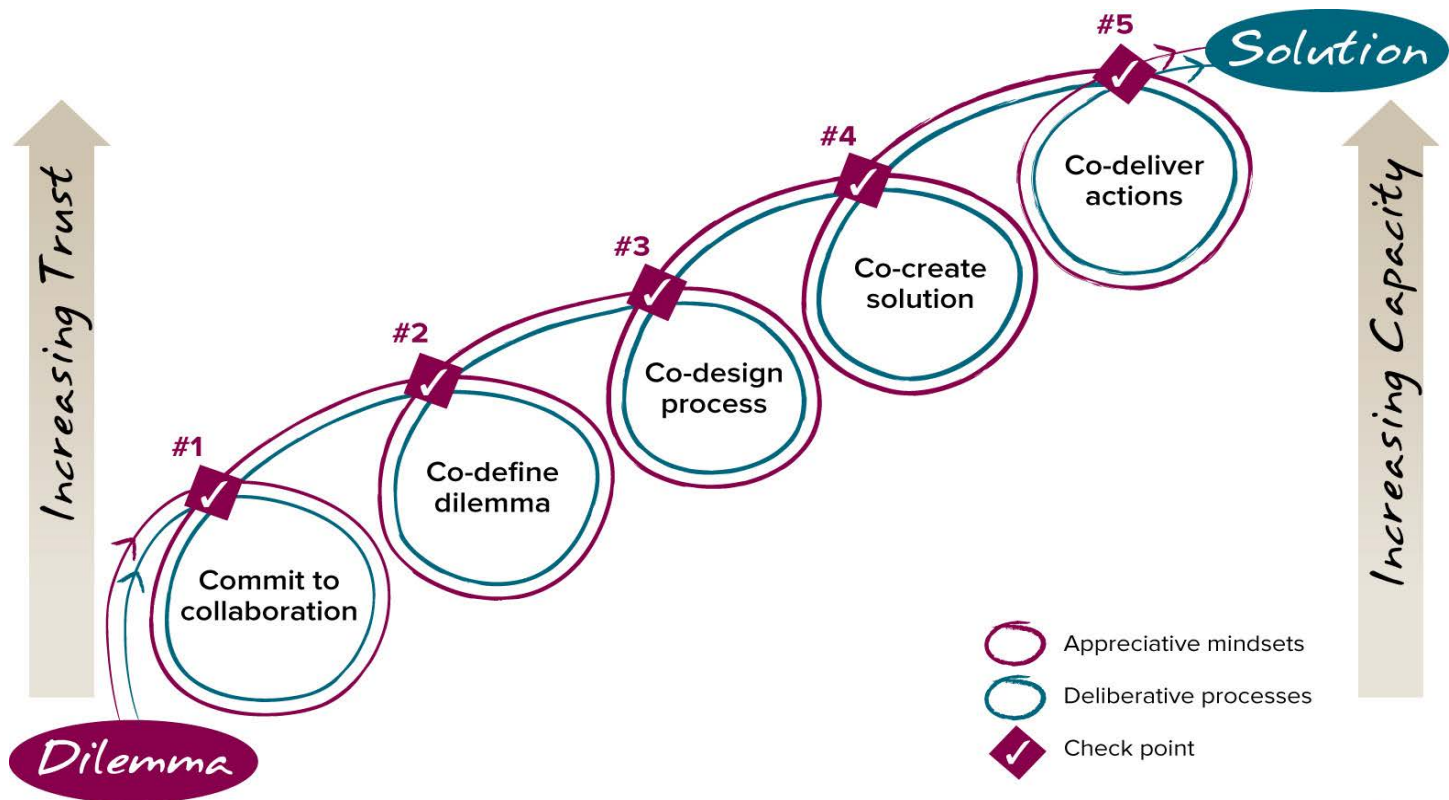 #5
Solution
#4
Co-deliver
actions
Increasing Trust
Increasing Capacity
#3
Co-create
solution
#2
Co-design
process
#1
Co-define
dilemma
Commit to
collaboration
Appreciative mindsets
Deliberative processes
Check point
Dilemma